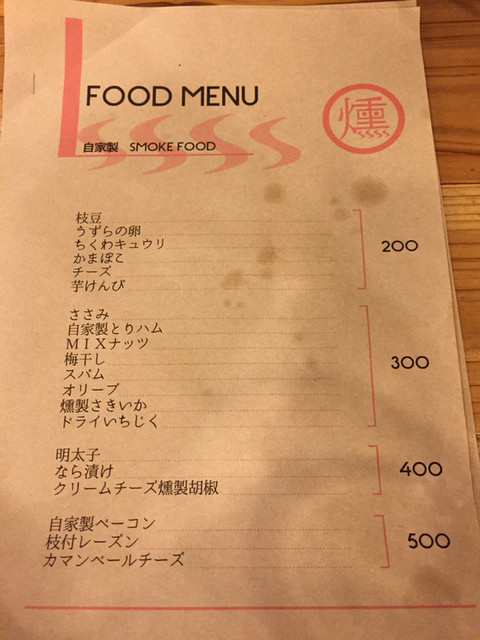 FOOD MENU
燻
自家製 SMOKE FOOD
枝豆
うずらの卵
ちくわキュウリ
かまぼこ
チーズ
芋けんぴ
200
ささみ
自家製とりハム
ＭＩＸナッツ
梅干し
スパム
オリーブ
燻製さきいか
ドライいちじく
300
明太子
なら漬け
クリームチーズ燻製胡椒
400
自家製ベーコン
枝付レーズン
カマンベールチーズ
500